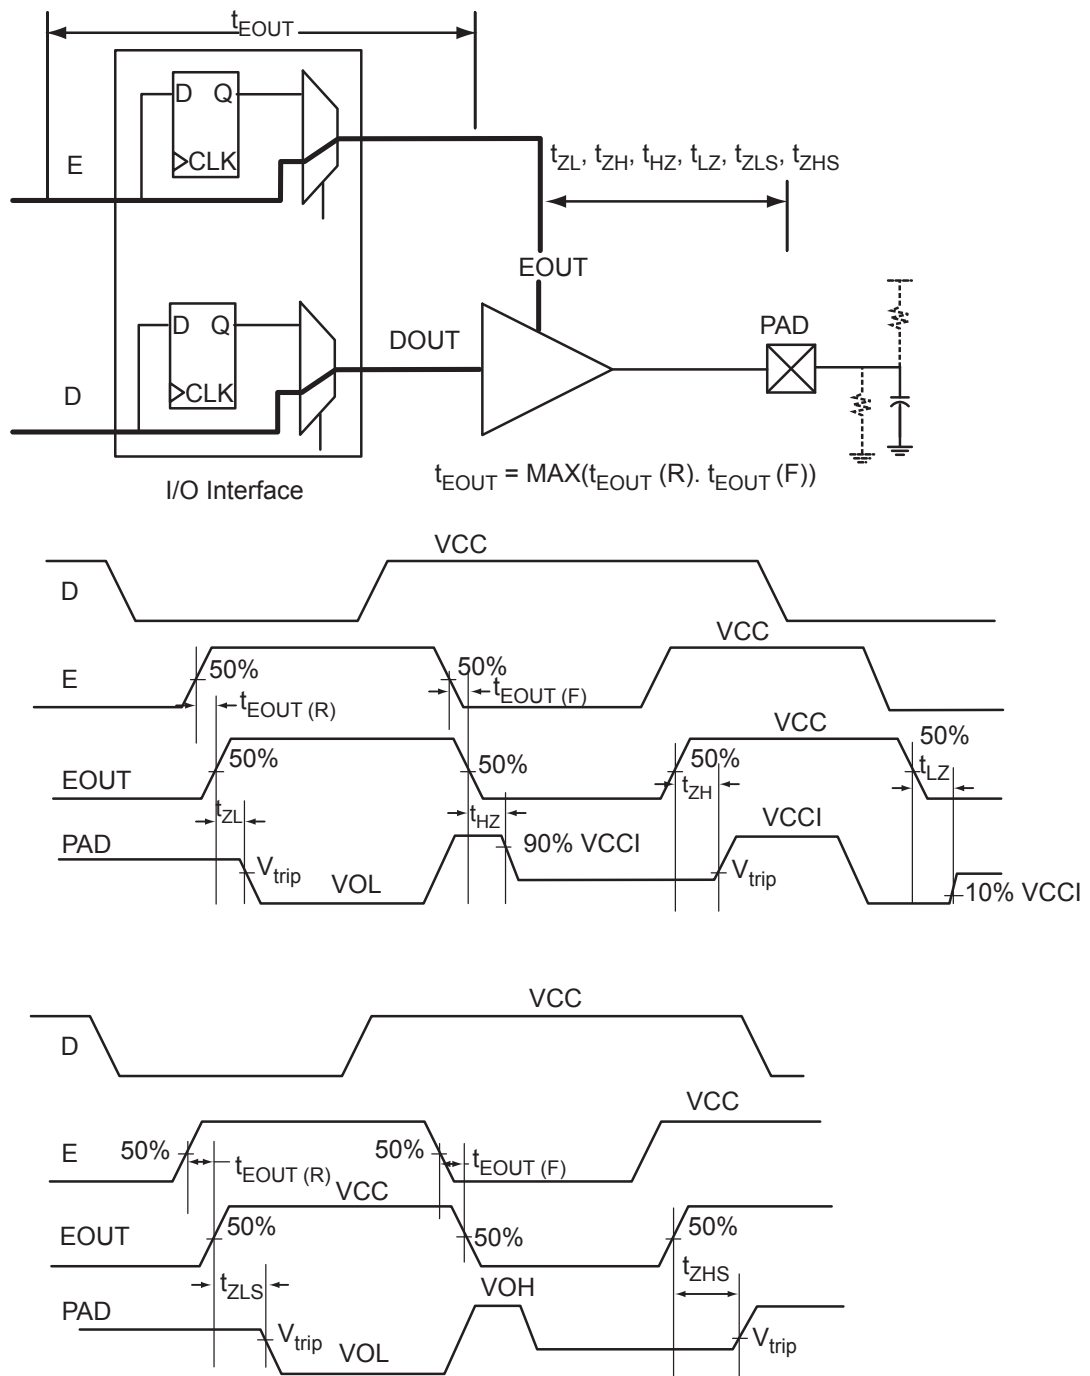 tEOUT
D Q
CLK
E
tZL, tZH, tHZ, tLZ, tZLS, tZHS
EOUT
D Q
CLK
DOUT
PAD
D
I/O Interface
tEOUT = MAX(tEOUT (R). tEOUT (F))
VCC
D
VCC
E
50%
50%
tEOUT (R)
tEOUT (F)
VCC
50%
EOUT
50%
50%
50%
tZL
tHZ
tZH
tLZ
PAD
Vtrip
VOL
90% VCCI
VCCI
Vtrip
10% VCCI
VCC
D
VCC
E
50%
50%
tEOUT (R)
tEOUT (F)
VCC
EOUT
50%
50%
50%
tZLS
tZHS
PAD
VOH
Vtrip
VOL
Vtrip